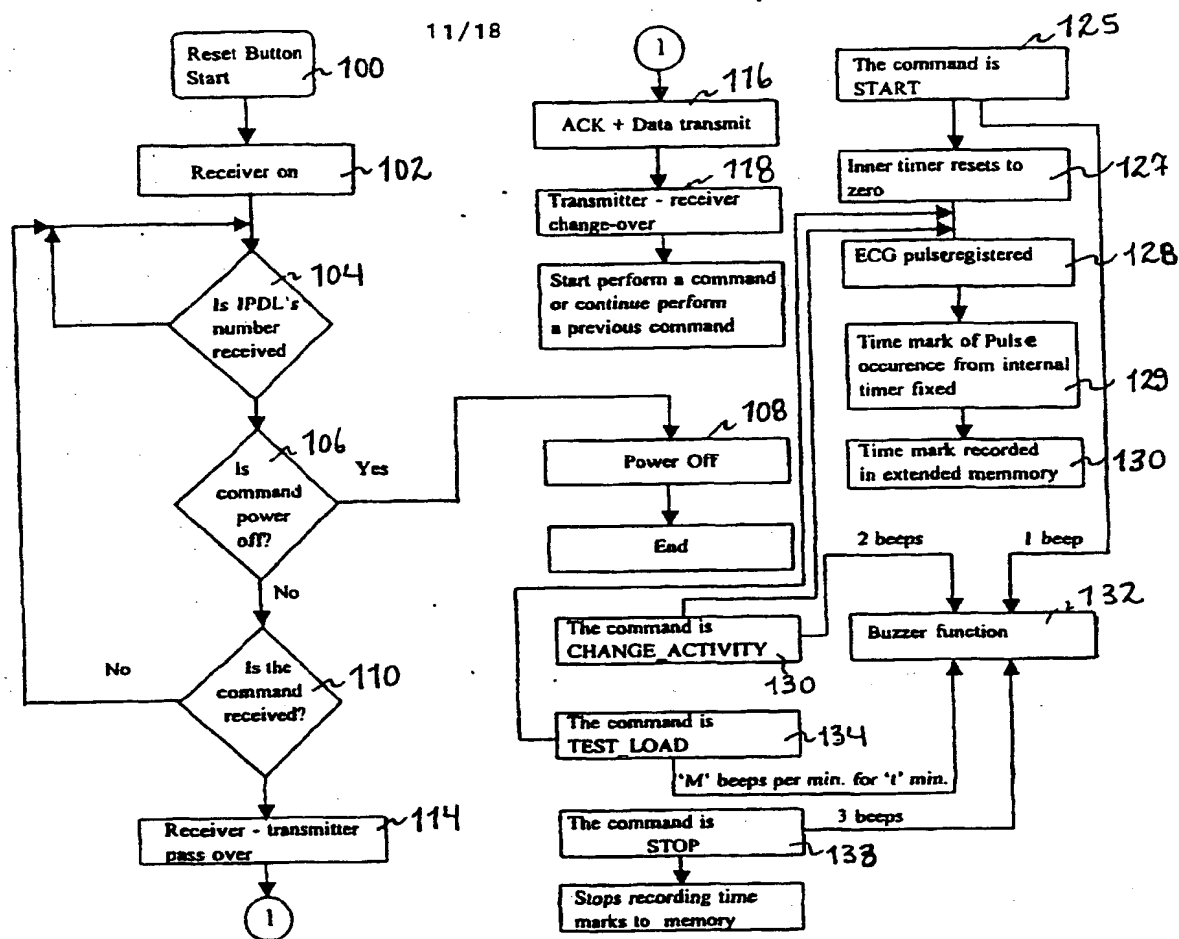 11/18
Reset Button
Start
100
Receiver on
102
Is IPDL's
number
received
104
Is
command
power
off?
106
Yes
No
Is the
command
received?
110
No
Receiver - transmitter
pass over
114
1
1
116
ACK + Data transmit
118
Transmitter - receiver
change-over
Start perform a command
or continue perform
a previous command
108
Power Off
End
125
The command is
START
Inner timer resets to
zero
127
ECG pulseregistered
128
Time mark of Pulse
occurence from internal
timer fixed
129
Time mark recorded
in extended memmory
130
2 beeps
1 beep
132
Buzzer function
The command is
CHANGE_ACTIVITY
130
The command is
TEST_LOAD
134
'M' beeps per min. for 't' min.
The command is
STOP
138
3 beeps
Stops recording time
marks to memory